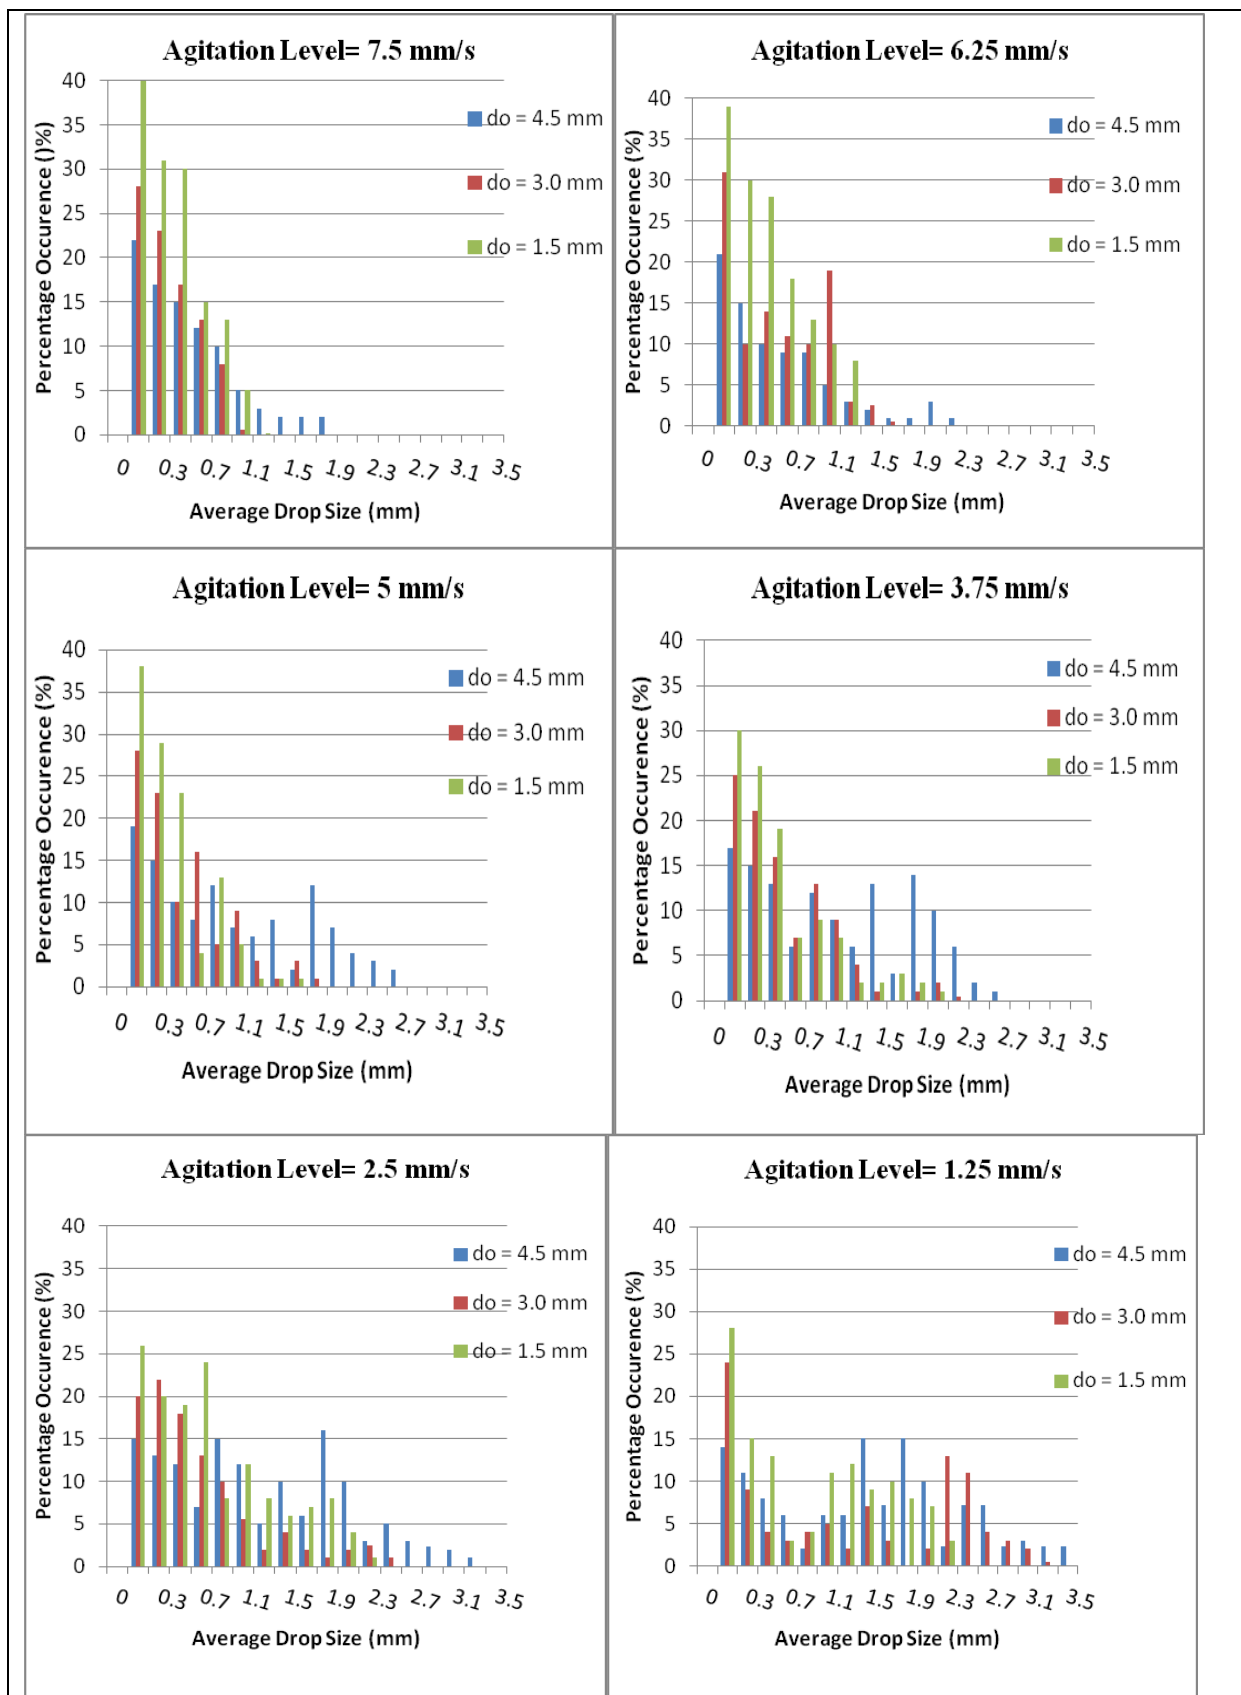 Agitation Level= 7.5 mm/s
40
35
30
25
20
15
10
5
0
Percentage Occurence ()%)
do = 4.5 mm
do = 3.0 mm
do = 1.5 mm
0 0.3 0.7 1.1 1.5 1.9 2.3 2.7 3.1 3.5
Average Drop Size (mm)
Agitation Level= 6.25 mm/s
40
35
30
25
20
15
10
5
0
Percentage Occurence (%)
do = 4.5 mm
do = 3.0 mm
do = 1.5 mm
0 0.3 0.7 1.1 1.5 1.9 2.3 2.7 3.1 3.5
Average Drop Size (mm)
Agitation Level= 5 mm/s
40
35
30
25
20
15
10
5
0
Percentage Occurence (%)
do = 4.5 mm
do = 3.0 mm
do = 1.5 mm
0 0.3 0.7 1.1 1.5 1.9 2.3 2.7 3.1 3.5
Average Drop Size (mm)
Agitation Level= 3.75 mm/s
40
35
30
25
20
15
10
5
0
Percentage Occurence (%)
do = 4.5 mm
do = 3.0 mm
do = 1.5 mm
0 0.3 0.7 1.1 1.5 1.9 2.3 2.7 3.1 3.5
Average Drop Size (mm)
Agitation Level= 2.5 mm/s
40
35
30
25
20
15
10
5
0
Percentage Occurence (%)
do = 4.5 mm
do = 3.0 mm
do = 1.5 mm
0 0.3 0.7 1.1 1.5 1.9 2.3 2.7 3.1 3.5
Average Drop Size (mm)
Agitation Level= 1.25 mm/s
40
35
30
25
20
15
10
5
0
Percentage Occurence (%)
do = 4.5 mm
do = 3.0 mm
do = 1.5 mm
0 0.3 0.7 1.1 1.5 1.9 2.3 2.7 3.1 3.5
Average Drop Size (mm)